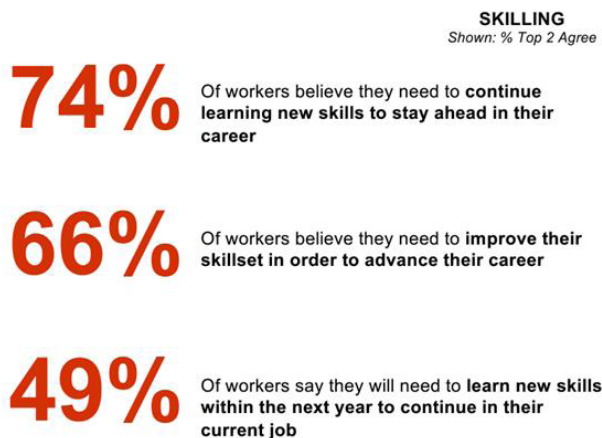 SKILLING
Shown: % Top 2 Agree
74%
Of workers believe they need to continue
learning new skills to stay ahead in their
career
66%
Of workers believe they need to improve their
skillset in order to advance their career
49%
Of workers say they will need to learn new skills
within the next year to continue in their
current job